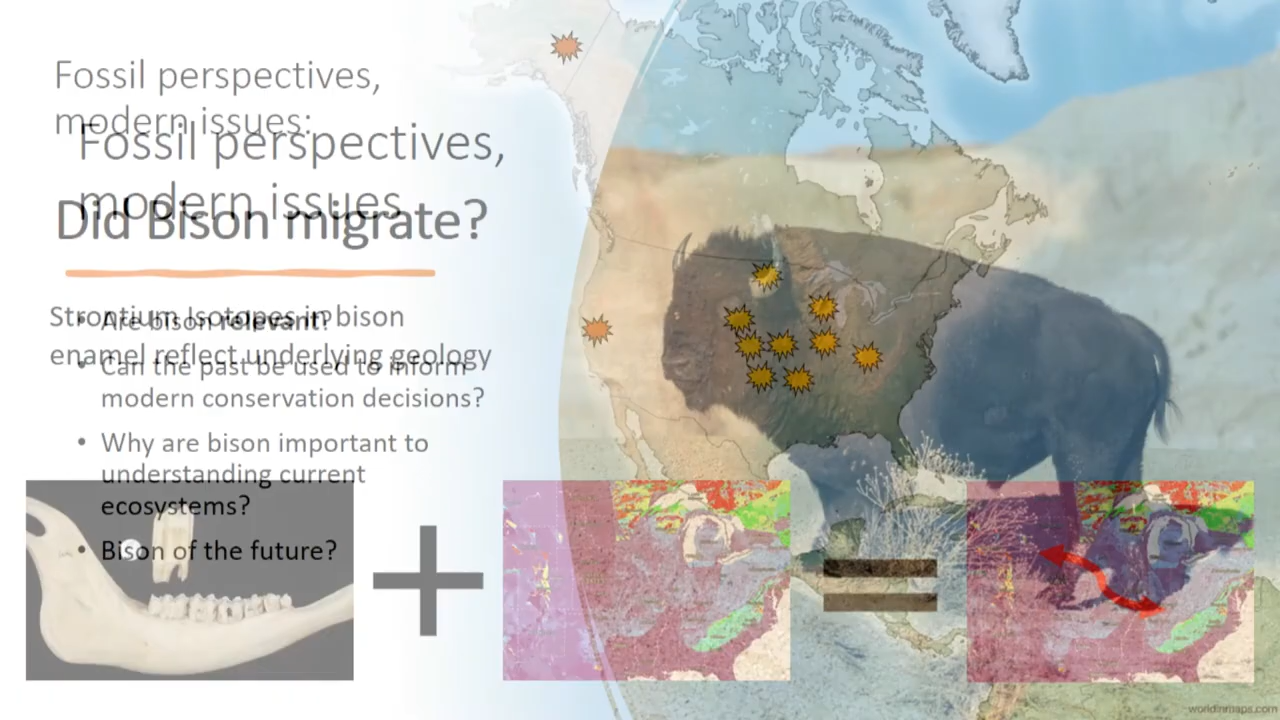 Fossil perspectives,
modern issues:
Did Bison migrate?
Strontium Isotopes in bison
enamel reflect underlying geology
Fossil perspectives,
modern issues
• Are bison relevant?
• Can the past be used to inform
modern conservation decisions?
• Why are bison important to
understanding current
ecosystems?
• Bison of the future?
+
=
worldinmaps.com